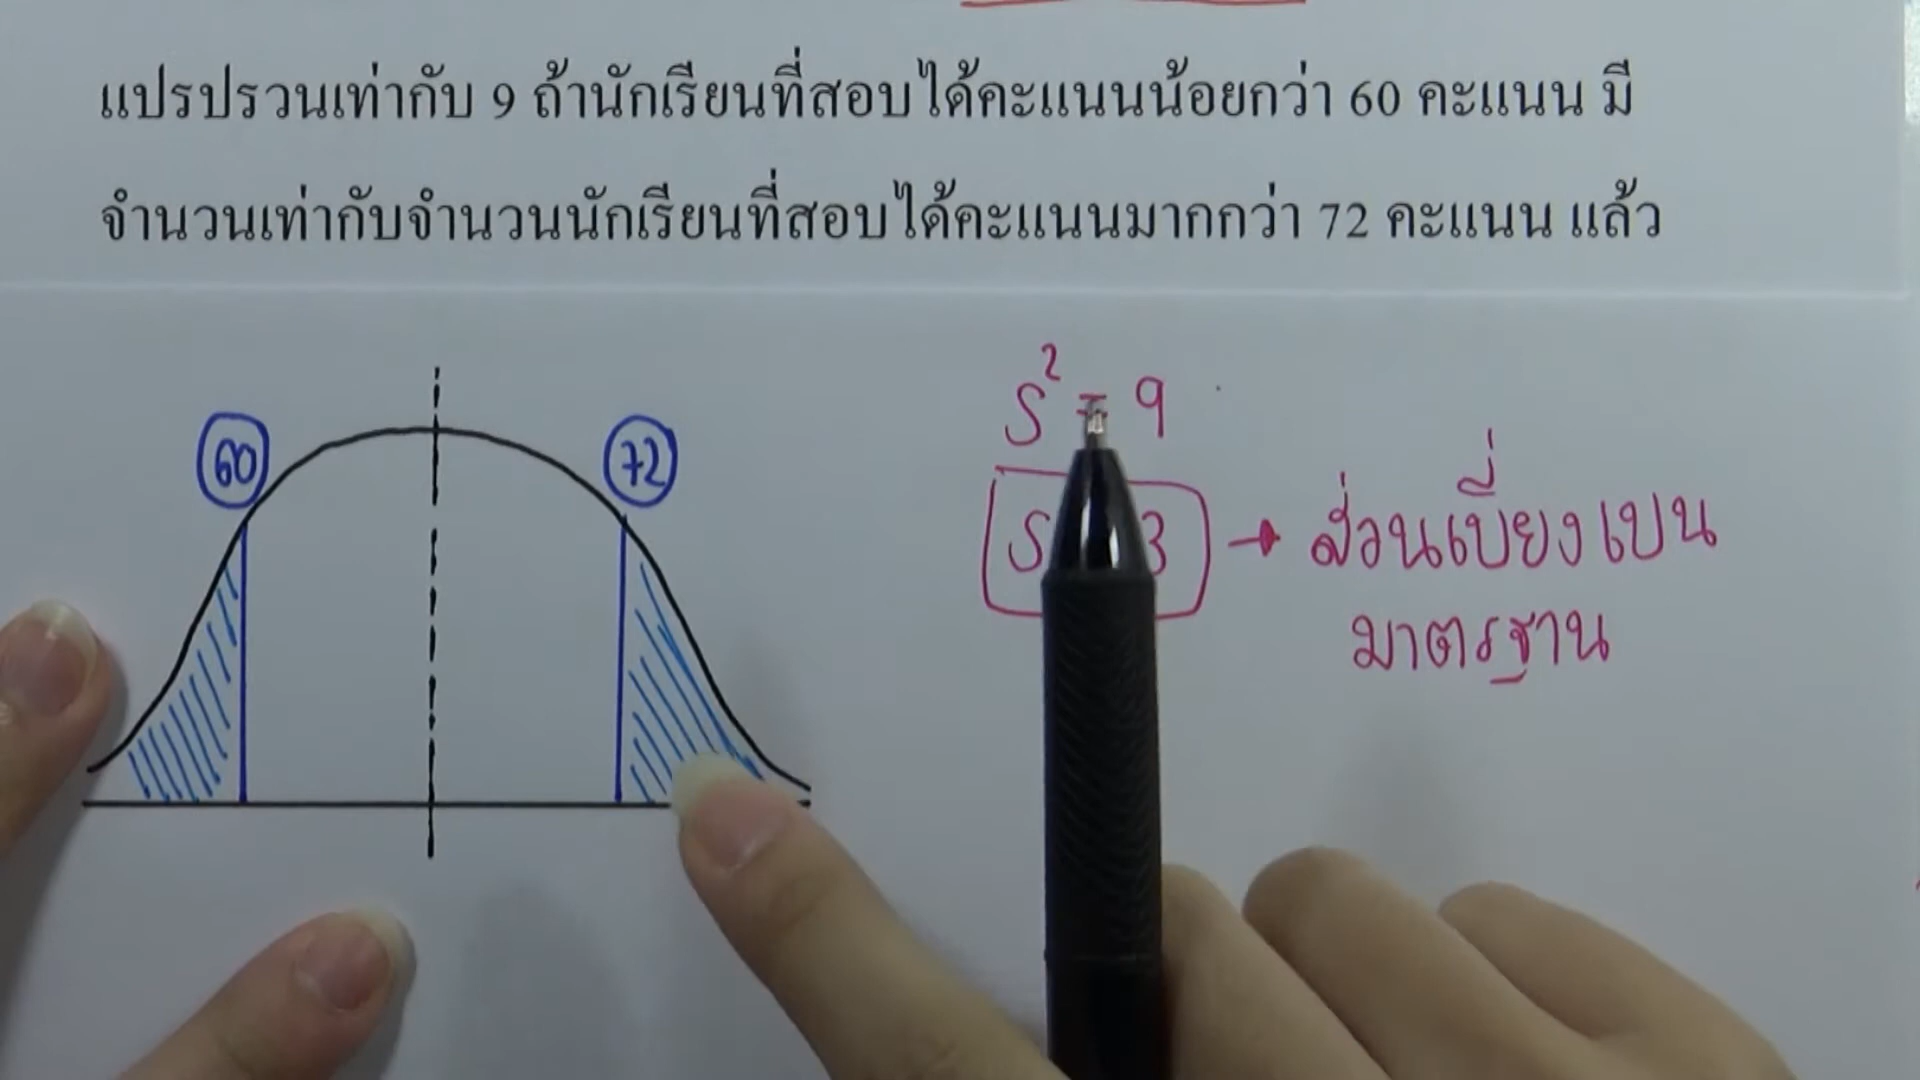 แปรปรวนเท่ากับ 9 ถ้านักเรียนที่สอบได้คะแนนน้อยกว่า 60 คะแนน มี
จำนวนเท่ากับจำนวนนักเรียนที่สอบได้คะแนนมากกว่า 72 คะแนน แล้ว
60
72
S² = 9
S 3 → ส่วนเบี่ยงเบน
มาตรฐาน